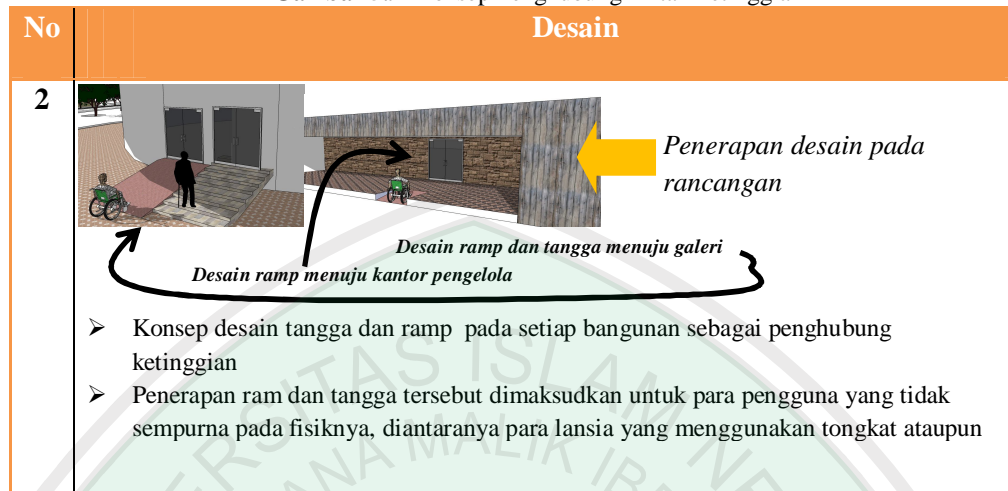 No
Desain
2
Penerapan desain pada
rancangan
Desain ramp dan tangga menuju galeri
Desain ramp menuju kantor pengelola
➢ Konsep desain tangga dan ramp pada setiap bangunan sebagai penghubung
ketinggian
➢ Penerapan ram dan tangga tersebut dimaksudkan untuk para pengguna yang tidak
sempurna pada fisiknya, diantaranya para lansia yang menggunakan tongkat ataupun